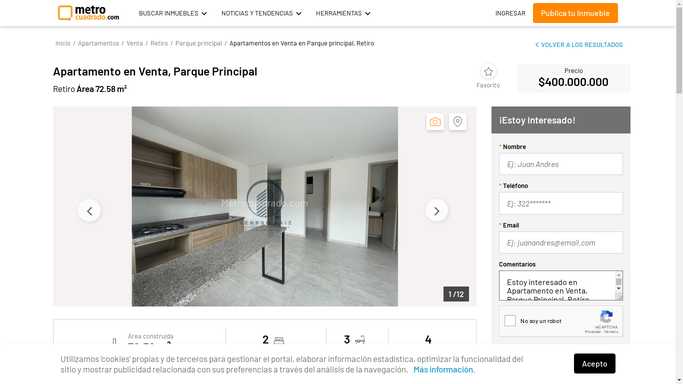 metro
cuadrado.com
BUSCAR INMUEBLES
NOTICIAS Y TENDENCIAS
HERRAMIENTAS
INGRESAR
Publica tu Inmueble
Inicio / Apartamentos / Venta / Retiro / Parque principal / Apartamentos en Venta en Parque principal, Retiro
VOLVER A LOS RESULTADOS
Apartamento en Venta, Parque Principal
Retiro Área 72.58 m²
Favorito
Precio
$400.000.000
Metrocuadrado.com
1 /12
¡Estoy Interesado!
* Nombre
Ej: Juan Andres
* Teléfono
Ej: 322*******
* Email
Ej: juanandres@email.com
Comentarios
Estoy interesado en
Apartamento en Venta,
Parque Principal, Retiro
No soy un robot
reCAPTCHA
Privacidad - Términos
Área construida
2
3
4
Utilizamos 'cookies' propias y de terceros para gestionar el portal, elaborar información estadística, optimizar la funcionalidad del
sitio y mostrar publicidad relacionada con sus preferencias a través del análisis de la navegación. Más información.
Acepto